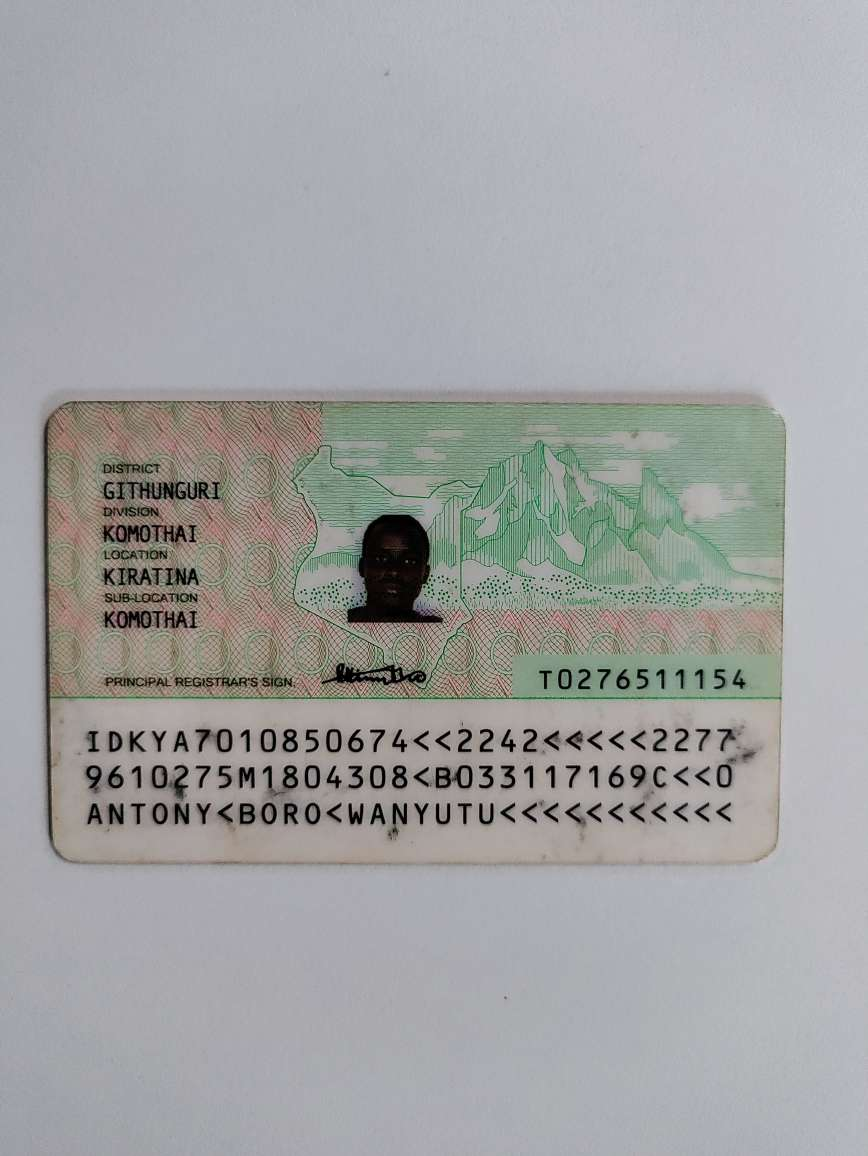 DISTRICT
GITHUNGURI
DIVISION
KOMOTHAI
LOCATION
KIRATINA
SUB-LOCATION
KOMOTHAI
PRINCIPAL REGISTRAR'S SIGN.
T0276511154
IDKYA7010850674<<2242<<<<<2277
9610275M1804308<B033117169C<<0
ANTONY<BORO<WANYUTU<<<<<<<<<<<